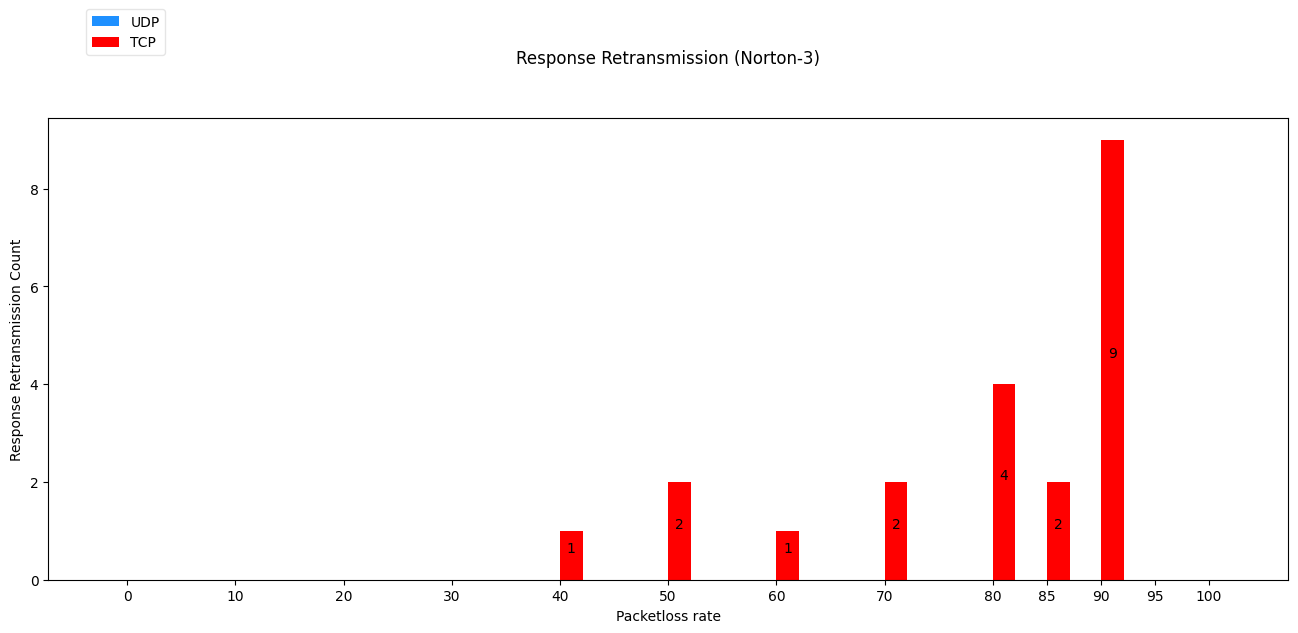 UDP
TCP
Response Retransmission (Norton-3)
Response Retransmission Count
8
6
4
2
0
1
2
1
2
4
2
9
0 10 20 30 40 50 60 70 80 85 90 95 100
Packetloss rate